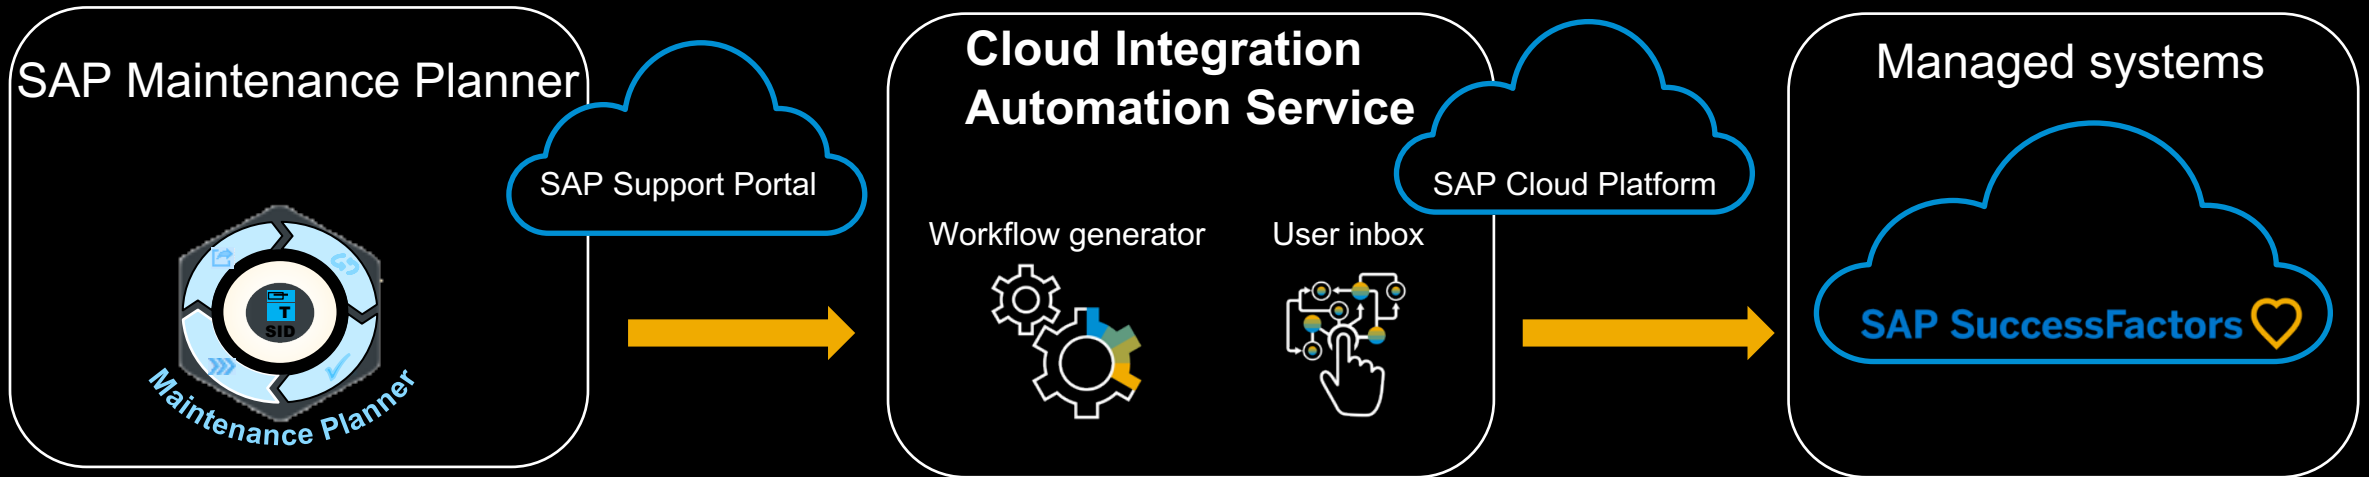 SAP Maintenance Planner
SAP Support Portal
T
SID
Maintenance Planner
Cloud Integration
Automation Service
SAP Cloud Platform
Workflow generator
User inbox
Managed systems
SAP SuccessFactors